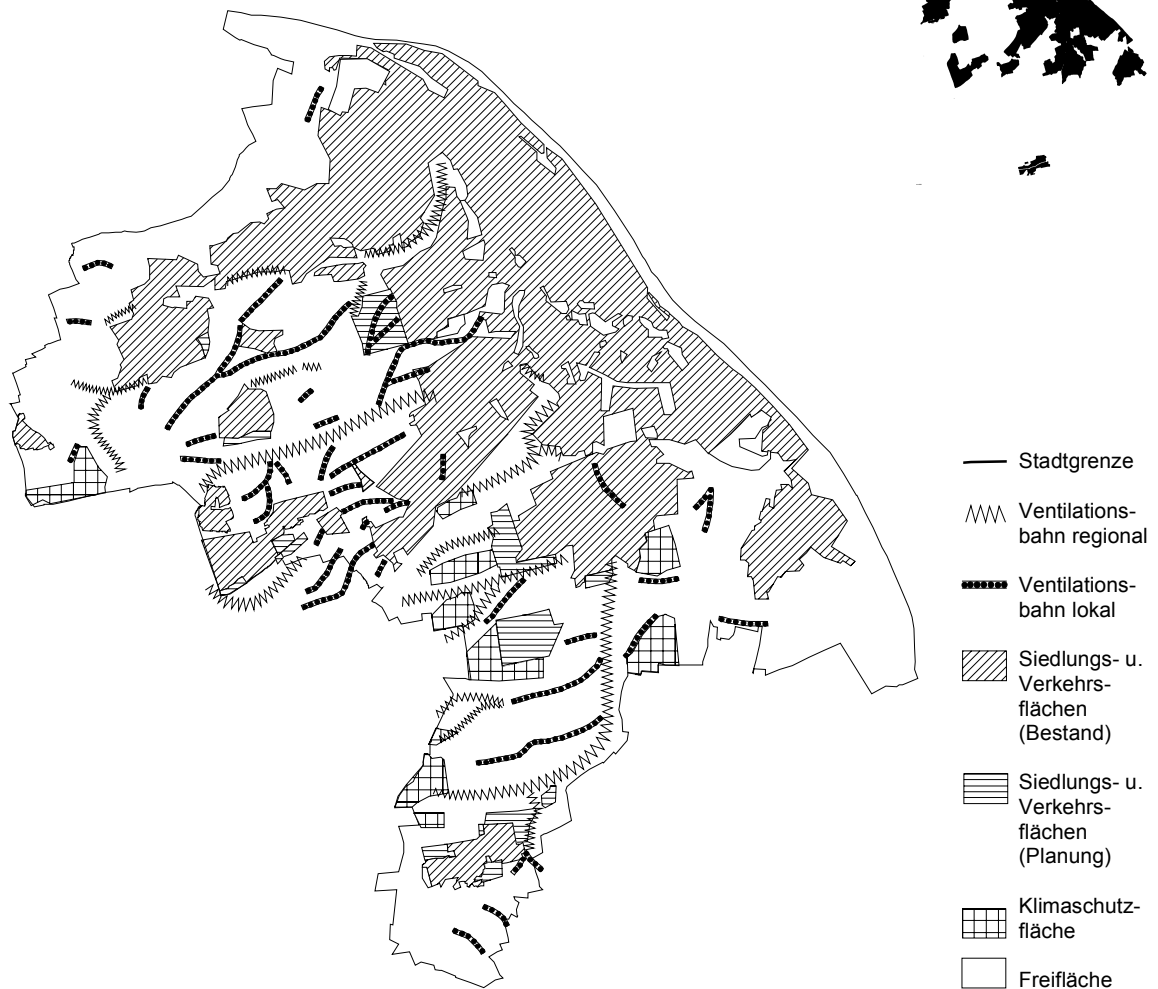 Stadtgrenze
Ventilations-
bahn regional
Ventilations-
bahn lokal
Siedlungs- u.
Verkehrs-
flächen
(Bestand)
Siedlungs- u.
Verkehrs-
flächen
(Planung)
Klimaschutz-
fläche
Freifläche